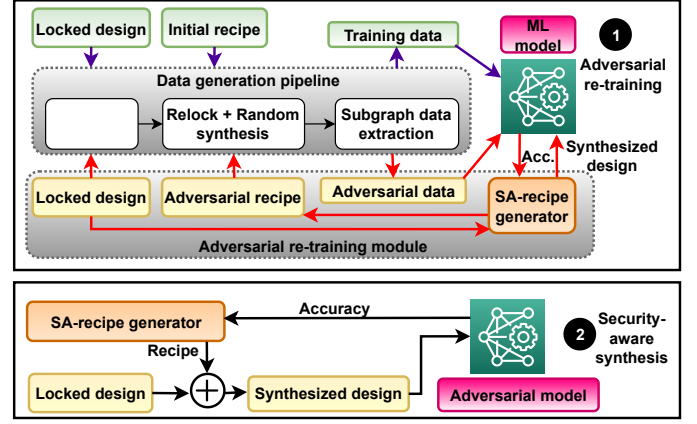 Locked design
Initial recipe
Training data
ML
model
1
Adversarial
re-training
Data generation pipeline
Relock + Random
synthesis
Subgraph data
extraction
Acc.
Synthesized
design
Locked design
Adversarial recipe
Adversarial data
SA-recipe
generator
Adversarial re-training module
SA-recipe generator
Accuracy
2
Security-
aware
synthesis
Recipe
Locked design
Synthesized design
Adversarial model